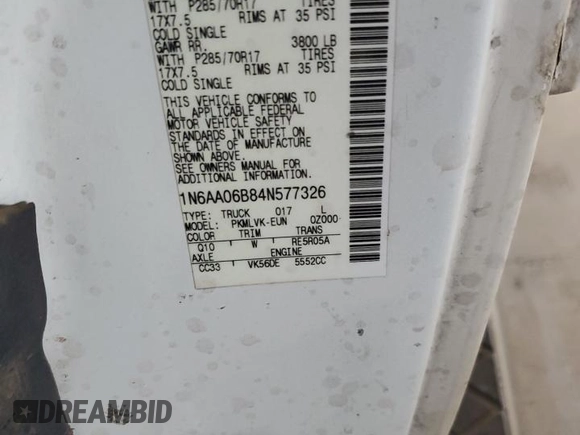 WITH P285/70R17 TIRES
17X7.5 RIMS AT 35 PSI
COLD SINGLE
GAWR RR. 3800 LB
WITH P285/70R17 TIRES
17X7.5 RIMS AT 35 PSI
COLD SINGLE
THIS VEHICLE CONFORMS TO
ALL APPLICABLE FEDERAL
MOTOR VEHICLE SAFETY
STANDARDS IN EFFECT ON
THE DATE OF MANUFACTURE
SHOWN ABOVE.
SEE OWNERS MANUAL FOR
ADDITIONAL INFORMATION.
1N6AA06B84N577326
TYPE: TRUCK 017 L
MODEL: PKMLVK-EUN 0Z000
COLOR TRIM TRANS
Q10 W RE5R05A
AXLE ENGINE
CC33 VK56DE 5552CC
DREAMBID